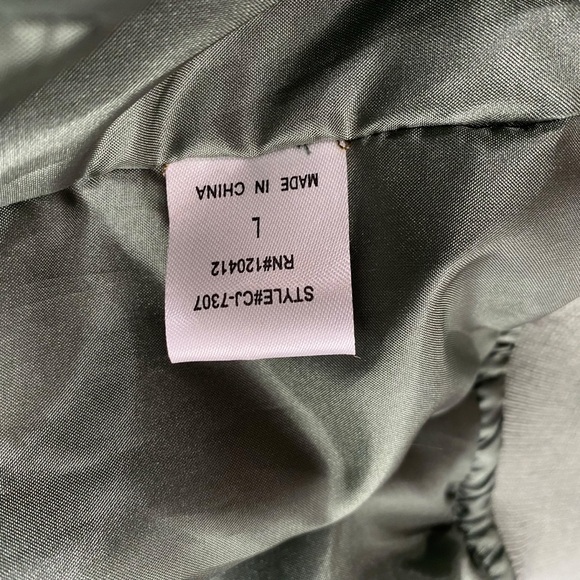 STYLE#CJ-7307
RN#120412
L
MADE IN CHINA